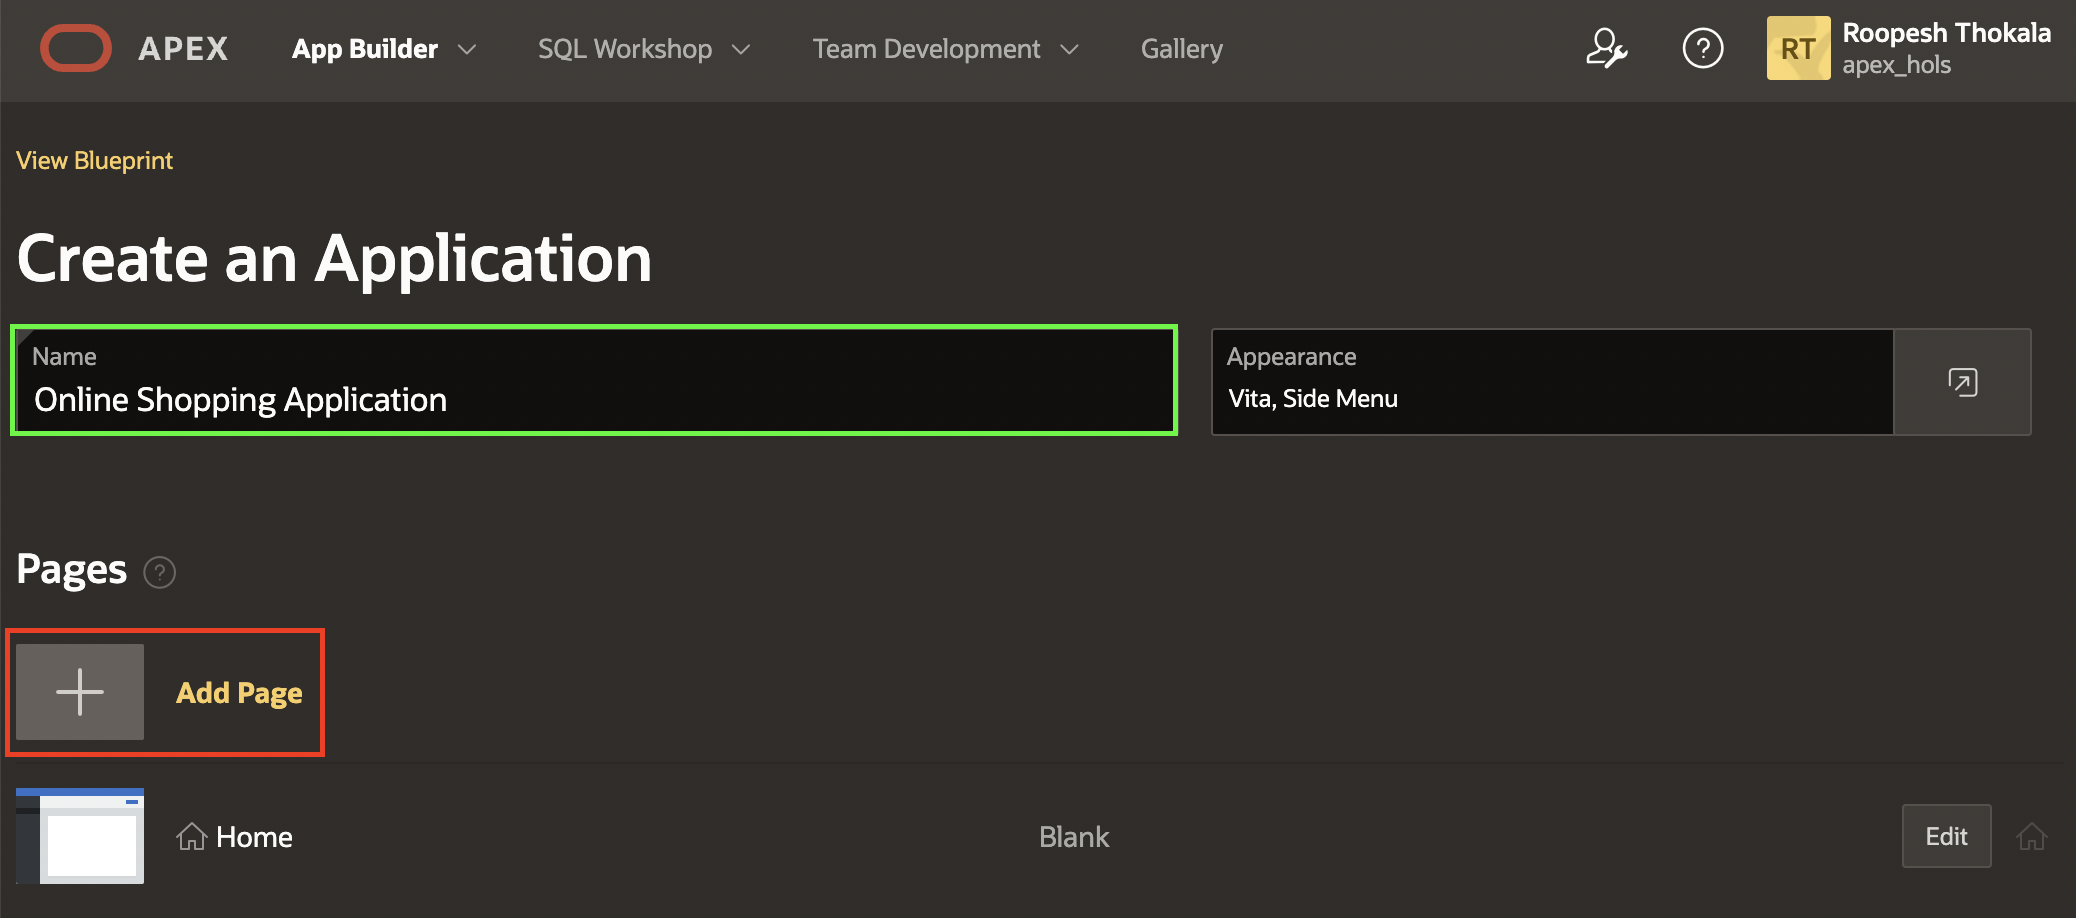 APEX App Builder SQL Workshop Team Development Gallery ? RT Roopesh Thokala
apex_hols
View Blueprint
Create an Application
Name
Online Shopping Application
Appearance
Vita, Side Menu
Pages ?
Add Page
Home Blank Edit